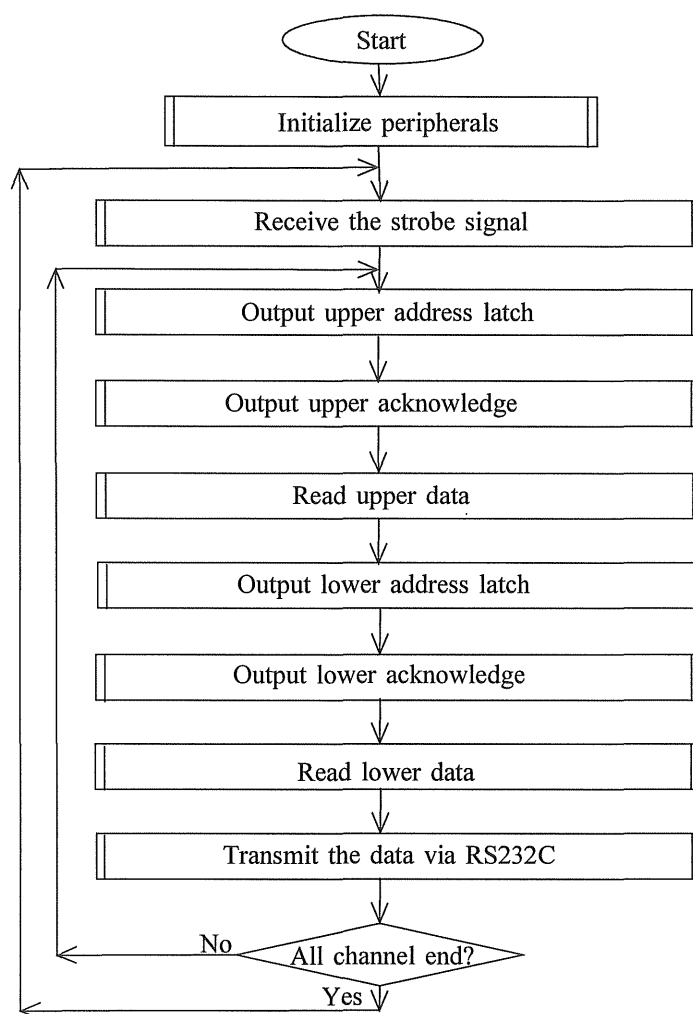 Start
Initialize peripherals
Receive the strobe signal
Output upper address latch
Output upper acknowledge
Read upper data
Output lower address latch
Output lower acknowledge
Read lower data
Transmit the data via RS232C
No
All channel end?
Yes